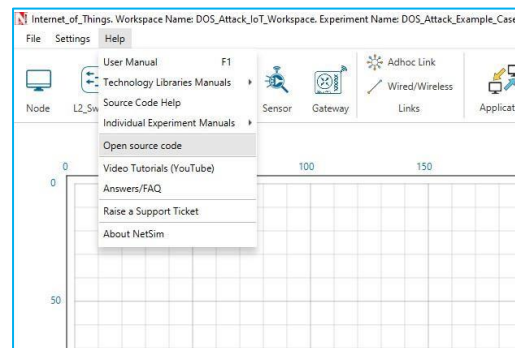 Internet_of_Things. Workspace Name: DOS_Attack_IoT_Workspace. Experiment Name: DOS_Attack_Example_Case
File Settings Help
User Manual F1
Technology Libraries Manuals
Source Code Help
Individual Experiment Manuals
Open source code
Video Tutorials (YouTube)
Answers/FAQ
Raise a Support Ticket
About NetSim
Node
Sensor
Gateway
Adhoc Link
Wired/Wireless
Links
0
100
150
0
50